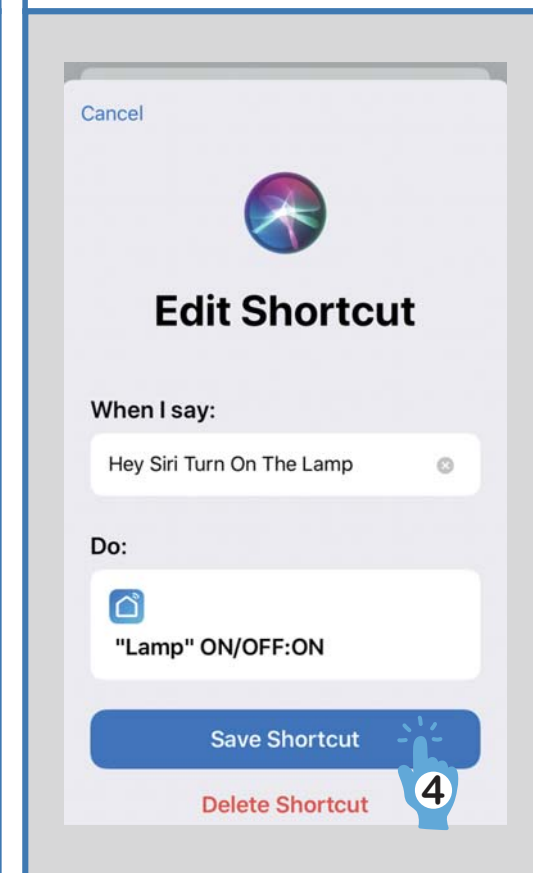 Cancel
Edit Shortcut
When I say:
Hey Siri Turn On The Lamp
Do:
"Lamp" ON/OFF:ON
Save Shortcut
4
Delete Shortcut